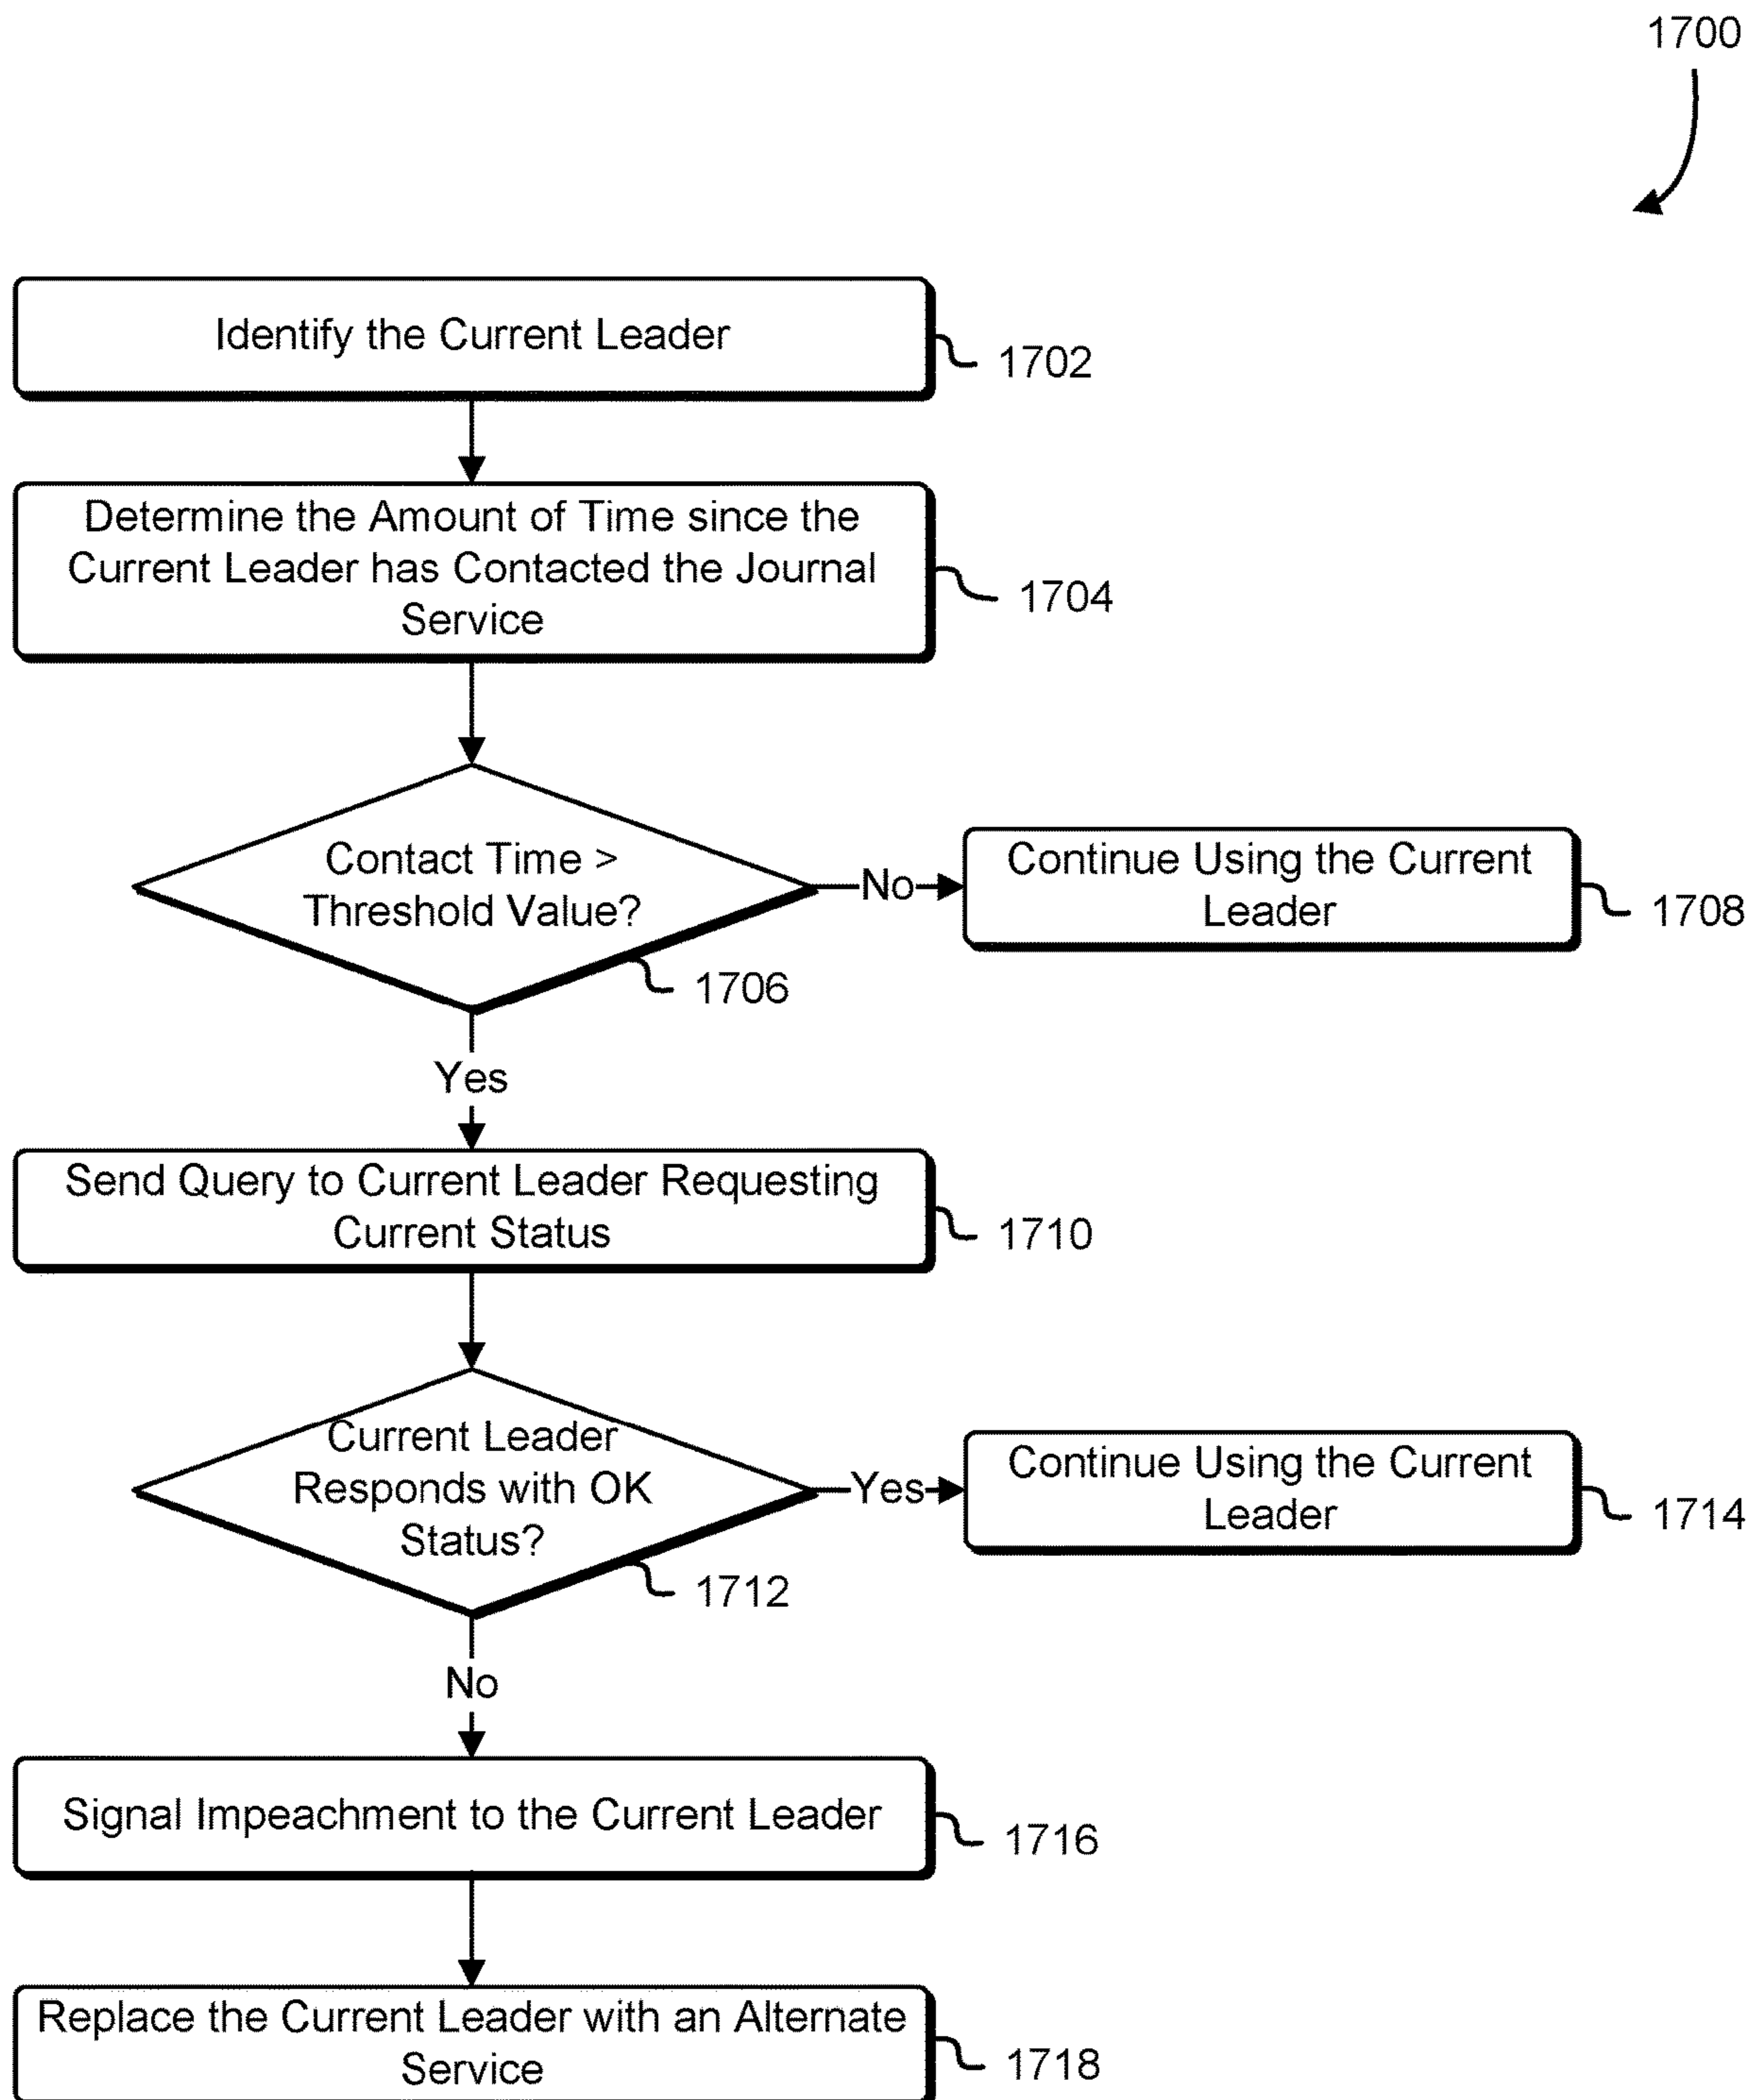 1700
Identify the Current Leader
1702
Determine the Amount of Time since the
Current Leader has Contacted the Journal
Service
1704
Contact Time >
Threshold Value?
No
Continue Using the Current
Leader
1708
1706
Yes
Send Query to Current Leader Requesting
Current Status
1710
Current Leader
Responds with OK
Status?
Yes
Continue Using the Current
Leader
1714
1712
No
Signal Impeachment to the Current Leader
1716
Replace the Current Leader with an Alternate
Service
1718